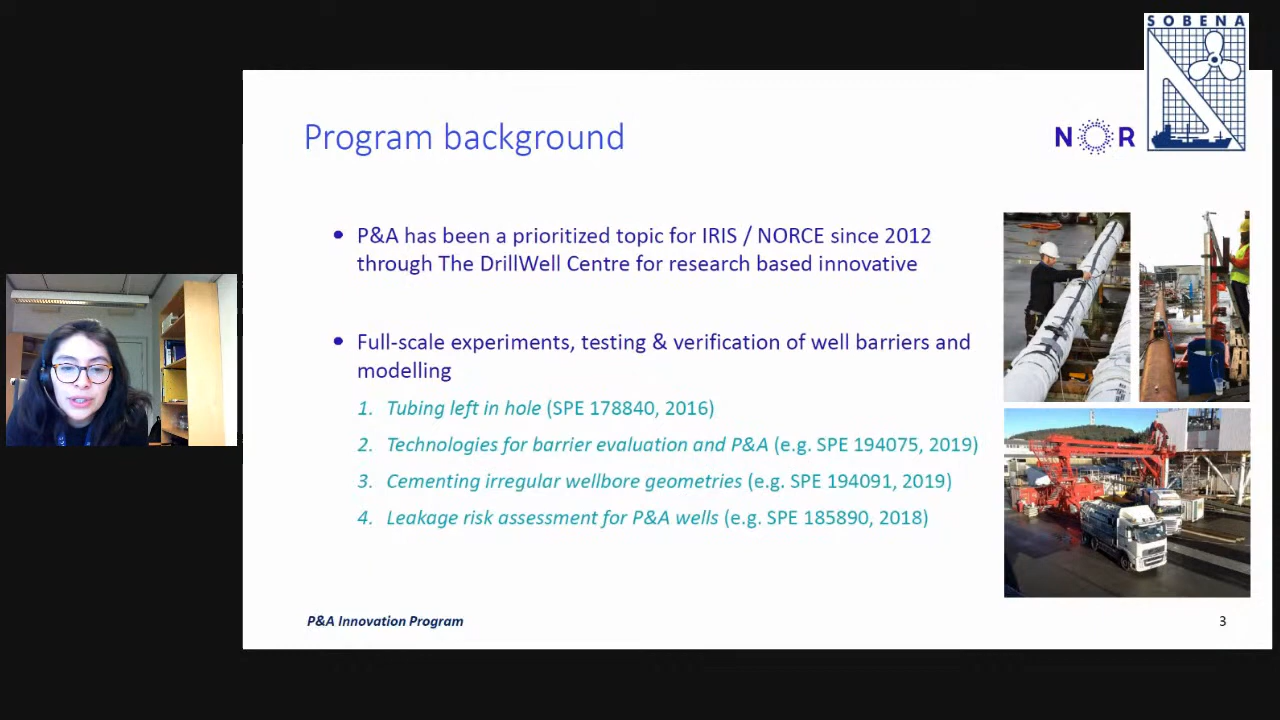 SOBENA
Program background
NOR
P&A has been a prioritized topic for IRIS / NORCE since 2012
through The DrillWell Centre for research based innovative
Full-scale experiments, testing & verification of well barriers and
modelling
1. Tubing left in hole (SPE 178840, 2016)
2. Technologies for barrier evaluation and P&A (e.g. SPE 194075, 2019)
3. Cementing irregular wellbore geometries (e.g. SPE 194091, 2019)
4. Leakage risk assessment for P&A wells (e.g. SPE 185890, 2018)
P&A Innovation Program
3